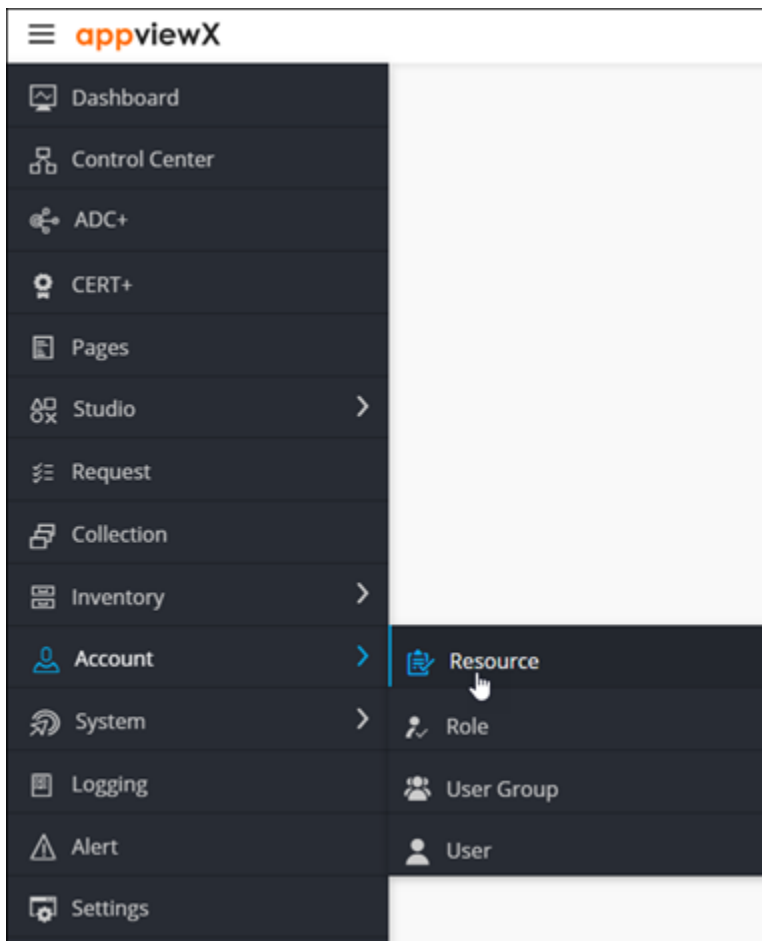 appviewX
Dashboard
Control Center
ADC+
CERT+
Pages
Studio
Request
Collection
Inventory
Account
Resource
System
Role
Logging
User Group
Alert
User
Settings